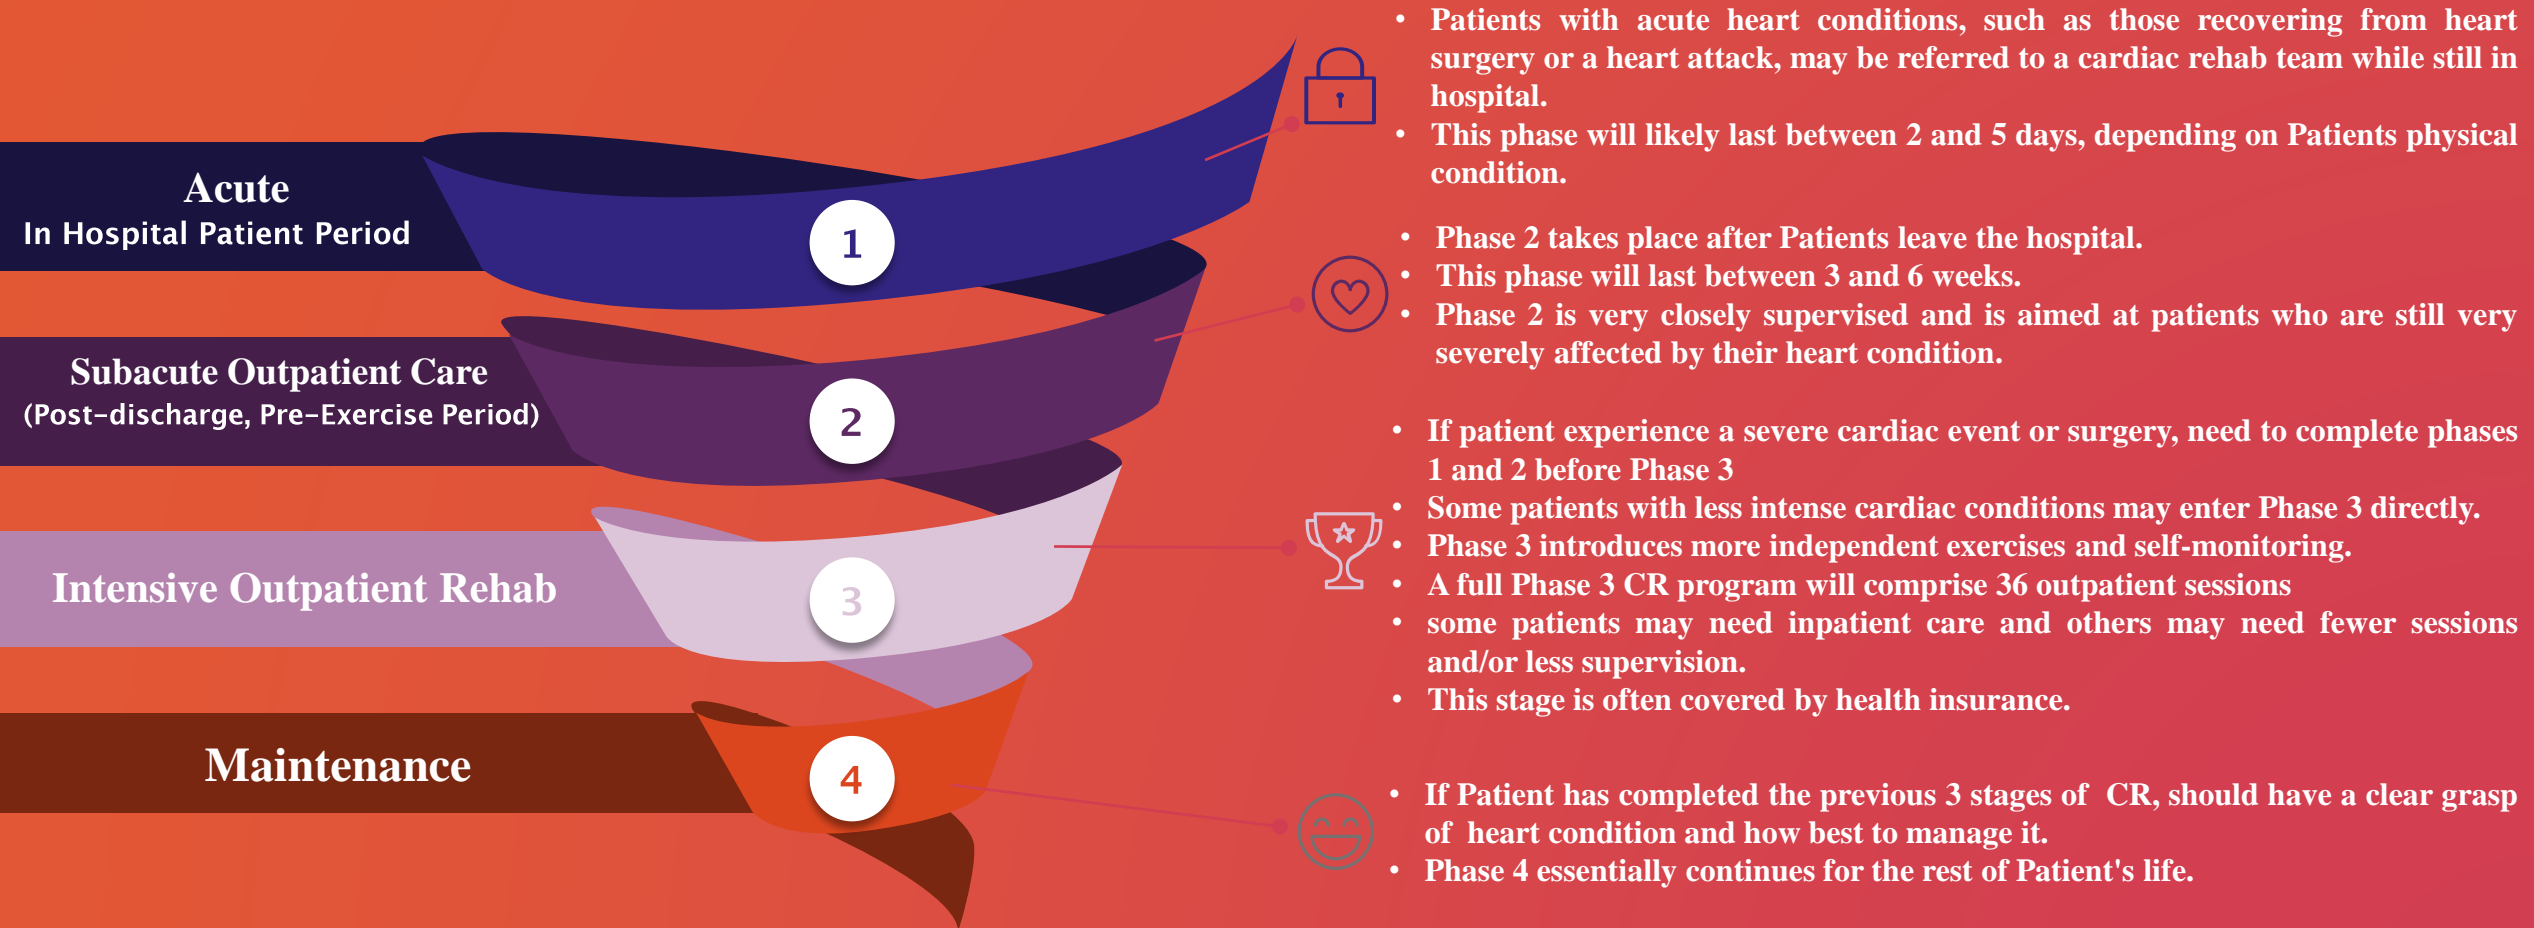 Acute
In Hospital Patient Period
1
• Patients with acute heart conditions, such as those recovering from heart
surgery or a heart attack, may be referred to a cardiac rehab team while still in
hospital.
• This phase will likely last between 2 and 5 days, depending on Patients physical
condition.
Subacute Outpatient Care
(Post-discharge, Pre-Exercise Period)
2
• Phase 2 takes place after Patients leave the hospital.
• This phase will last between 3 and 6 weeks.
• Phase 2 is very closely supervised and is aimed at patients who are still very
severely affected by their heart condition.
Intensive Outpatient Rehab
3
• If patient experience a severe cardiac event or surgery, need to complete phases
1 and 2 before Phase 3
• Some patients with less intense cardiac conditions may enter Phase 3 directly.
• Phase 3 introduces more independent exercises and self-monitoring.
• A full Phase 3 CR program will comprise 36 outpatient sessions
• some patients may need inpatient care and others may need fewer sessions
and/or less supervision.
• This stage is often covered by health insurance.
Maintenance
4
• If Patient has completed the previous 3 stages of CR, should have a clear grasp
of heart condition and how best to manage it.
• Phase 4 essentially continues for the rest of Patient's life.